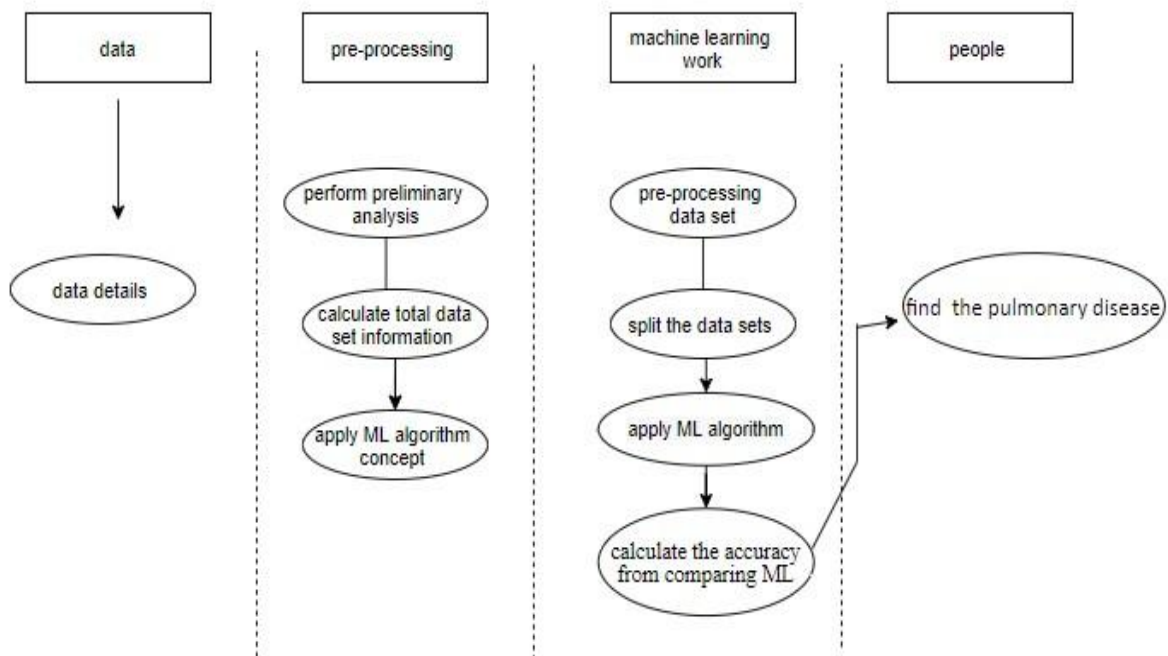 data
pre-processing
machine learning
work
people
data details
perform preliminary
analysis
calculate total data
set information
apply ML algorithm
concept
pre-processing
data set
split the data sets
apply ML algorithm
calculate the accuracy
from comparing ML
find the pulmonary disease